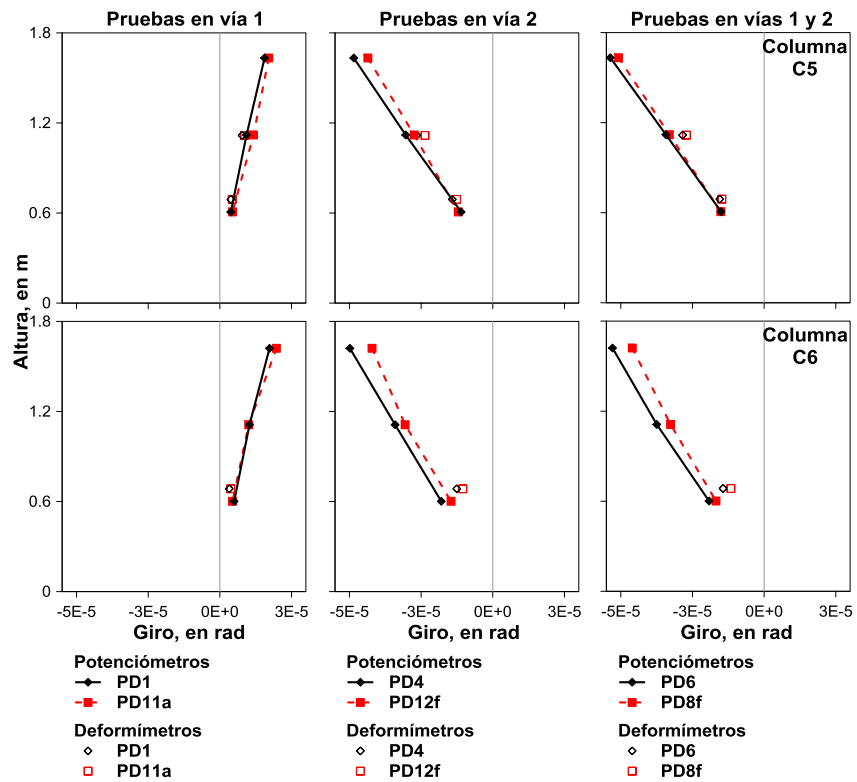 Pruebas en vía 1
Pruebas en vía 2
Pruebas en vías 1 y 2
Altura, en m
1.8
1.2
0.6
0
Columna
C5
1.8
1.2
0.6
0
Columna
C6
-5E-5 -3E-5 0E+0 3E-5
-5E-5 -3E-5 0E+0 3E-5
-5E-5 -3E-5 0E+0 3E-5
Giro, en rad
Giro, en rad
Giro, en rad
Potenciómetros
PD1
PD11a
Deformímetros
PD1
PD11a
Potenciómetros
PD4
PD12f
Deformímetros
PD4
PD12f
Potenciómetros
PD6
PD8f
Deformímetros
PD6
PD8f